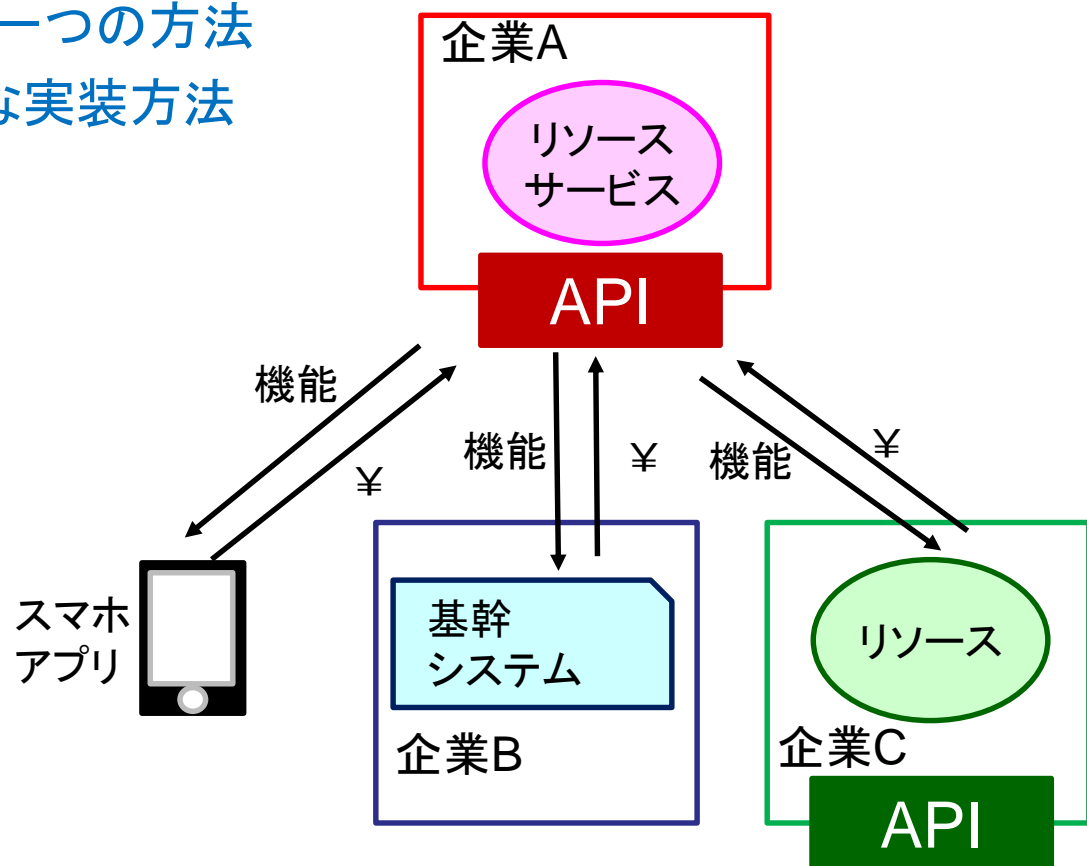 一つの方法
な実装方法
企業A
リソース
サービス
API
機能
¥
機能
¥
機能
¥
スマホ
アプリ
基幹
システム
企業B
リソース
企業C
API